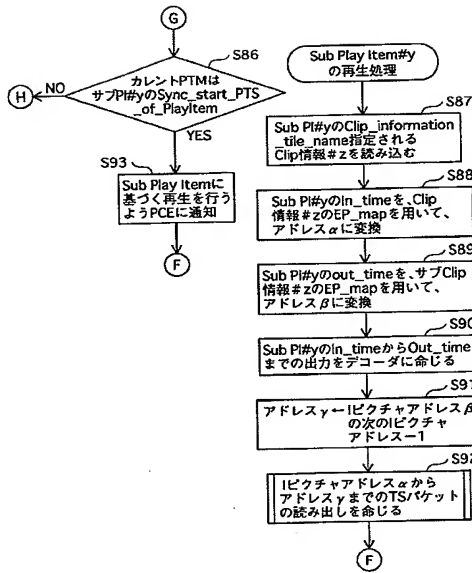 G
S86
カレントPTMは
サブPI#yのSync_start_PTS
_of_PlayItem
NO
H
YES
S93
Sub Play Itemに
基づく再生を行う
ようPCEに通知
F
Sub Play Item#y
の再生処理
S87
Sub PI#yのClip_information
_tile_name指定される
Clip情報#zを読み込む
S88
Sub PI#yのIn_timeを、Clip
情報#zのEP_mapを用いて、
アドレスαに変換
S89
Sub PI#yのout_timeを、サブClip
情報#zのEP_mapを用いて、
アドレスβに変換
S90
Sub PI#yのIn_timeからOut_time
までの出力をデコーダに命じる
S91
アドレスγ←Iピクチャアドレスβ
の次のIピクチャ
アドレス－1
S92
Iピクチャアドレスαから
アドレスγまでのTSパケット
の読み出しを命じる
F